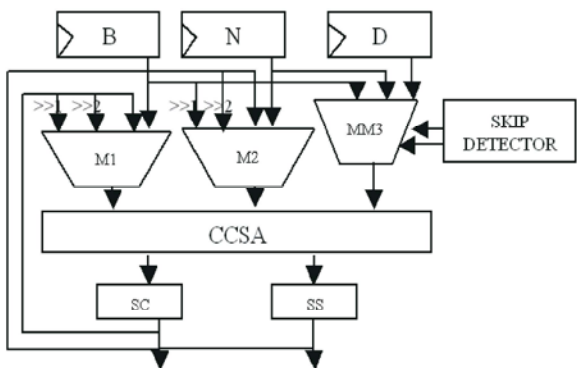 B N D
>>1 >>2 >>1 >>2
M1 M2 MM3
SKIP
DETECTOR
CCSA
SC SS